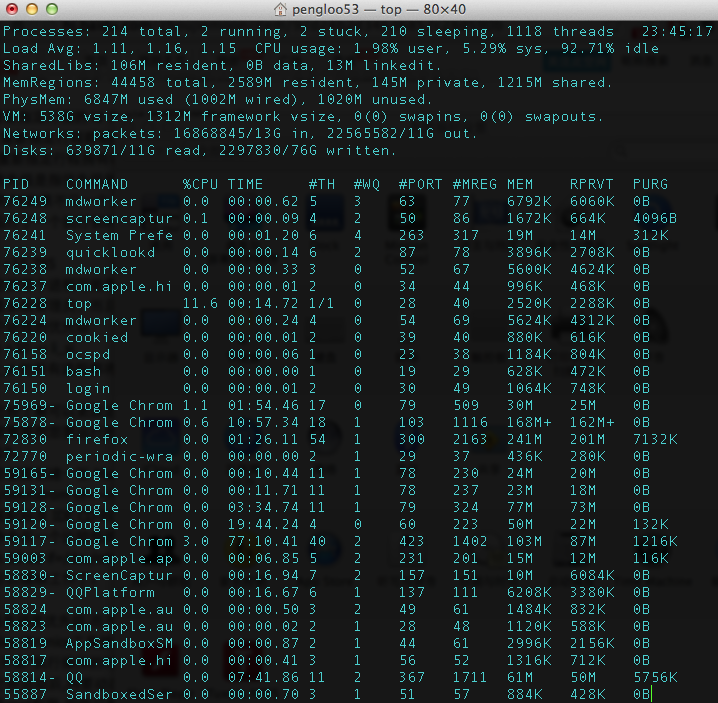 pengloo53 — top — 80×40
Processes: 214 total, 2 running, 2 stuck, 210 sleeping, 1118 threads 23:45:17
Load Avg: 1.11, 1.16, 1.15 CPU usage: 1.98% user, 5.29% sys, 92.71% idle
SharedLibs: 106M resident, 0B data, 13M linkedit.
MemRegions: 44458 total, 2589M resident, 145M private, 1215M shared.
PhysMem: 6847M used (1002M wired), 1020M unused.
VM: 538G vsize, 1312M framework vsize, 0(0) swapins, 0(0) swapouts.
Networks: packets: 16868845/13G in, 22565582/11G out.
Disks: 639871/11G read, 2297830/76G written.
PID COMMAND %CPU TIME #TH #WQ #PORT #MREG MEM RPRVT PURG
76249 mdworker 0.0 00:00.62 5 3 63 77 6792K 6060K 0B
76248 screencaptur 0.1 00:00.09 4 2 50 86 1672K 664K 4096B
76241 System Prefe 0.0 00:01.20 6 4 263 317 19M 14M 312K
76239 quicklookd 0.0 00:00.14 6 2 87 78 3896K 2708K 0B
76238 mdworker 0.0 00:00.33 3 0 52 67 5600K 4624K 0B
76237 com.apple.hi 0.0 00:00.01 2 0 34 44 996K 468K 0B
76228 top 11.6 00:14.72 1/1 0 28 40 2520K 2288K 0B
76224 mdworker 0.0 00:00.24 4 0 54 69 5624K 4312K 0B
76220 cookied 0.0 00:00.01 2 0 39 40 880K 616K 0B
76158 ocspd 0.0 00:00.06 1 0 23 38 1184K 804K 0B
76151 bash 0.0 00:00.00 1 0 19 29 628K 472K 0B
76150 login 0.0 00:00.01 2 0 30 49 1064K 748K 0B
75969- Google Chrom 1.1 01:54.46 17 0 79 509 30M 25M 0B
75878- Google Chrom 0.6 10:57.34 18 1 103 1116 168M+ 162M+ 0B
72830 firefox 0.0 01:26.11 54 1 300 2163 241M 201M 7132K
72770 periodic-wra 0.0 00:00.00 2 1 29 37 436K 280K 0B
59165- Google Chrom 0.0 00:10.44 11 1 78 230 24M 20M 0B
59131- Google Chrom 0.0 00:11.71 11 1 78 237 23M 18M 0B
59128- Google Chrom 0.0 03:34.74 11 1 79 324 77M 73M 0B
59120- Google Chrom 0.0 19:44.24 4 0 60 223 50M 22M 132K
59117- Google Chrom 3.0 77:10.41 40 2 423 1402 103M 87M 1216K
59003 com.apple.ap 0.0 00:06.85 5 2 231 201 15M 12M 116K
58830- ScreenCaptur 0.0 00:16.94 7 2 157 151 10M 6084K 0B
58829- QQPlatform 0.0 00:16.67 6 1 137 111 6208K 3380K 0B
58824 com.apple.au 0.0 00:00.50 3 2 49 61 1484K 832K 0B
58823 com.apple.au 0.0 00:00.02 2 1 28 48 1120K 588K 0B
58819 AppSandboxSM 0.0 00:00.87 2 1 44 61 2996K 2156K 0B
58817 com.apple.hi 0.0 00:00.41 3 1 56 52 1316K 712K 0B
58814- QQ 0.0 07:41.86 11 2 367 1711 61M 50M 5756K
55887 SandboxedSer 0.0 00:00.70 3 1 51 57 884K 428K 0B